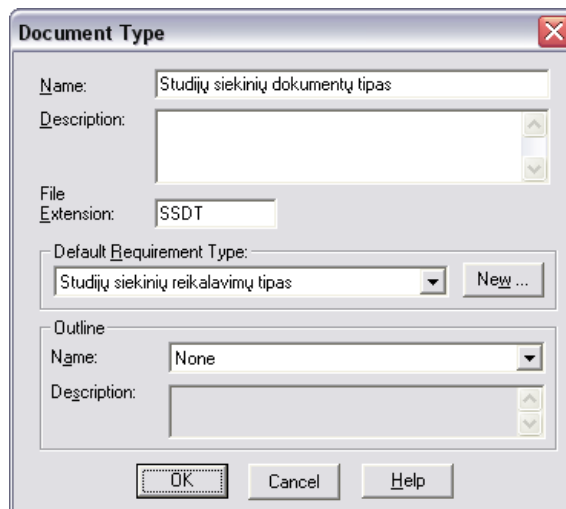 Document Type
Name: Studijų siekinių dokumentų tipas
Description:
File
Extension: SSDT
Default Requirement Type:
Studijų siekinių reikalavimų tipas New ...
Outline
Name: None
Description:
OK Cancel Help